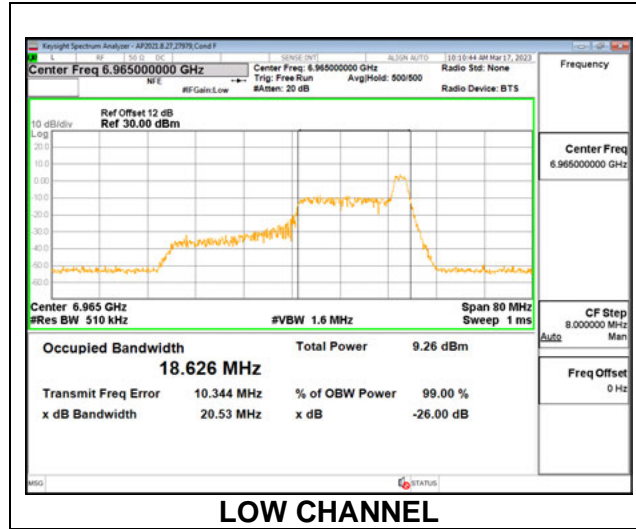 Keysight Spectrum Analyzer - AP2021.8.27,27979,Cond F
L RF 50 Ω DC SENSE:INT ALIGN AUTO 10:10:44 AM Mar 17, 2023
Center Freq 6.965000000 GHz Center Freq: 6.965000000 GHz Radio Std: None Frequency
NFE Trig: Free Run Avg|Hold: 500/500
#IFGain:Low #Atten: 20 dB Radio Device: BTS
Ref Offset 12 dB
10 dB/div Ref 30.00 dBm
Log
20.0
10.0
0.00
-10.0
-20.0
-30.0
-40.0
-50.0
-60.0
Center Freq
6.965000000 GHz
Center 6.965 GHz Span 80 MHz
#Res BW 510 kHz #VBW 1.6 MHz Sweep 1 ms
CF Step
8.000000 MHz
Auto Man
Occupied Bandwidth Total Power 9.26 dBm
18.626 MHz
Freq Offset
0 Hz
Transmit Freq Error 10.344 MHz % of OBW Power 99.00 %
x dB Bandwidth 20.53 MHz x dB -26.00 dB
MSG STATUS
LOW CHANNEL